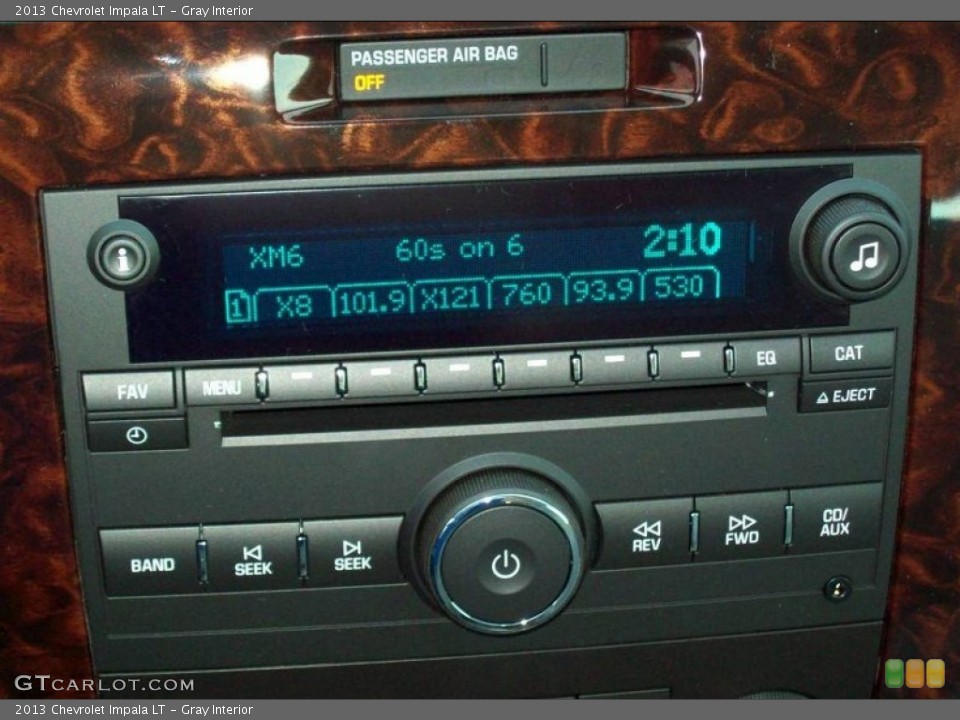 2013 Chevrolet Impala LT - Gray Interior
PASSENGER AIR BAG
OFF
XM6 60s on 6 2:10
1 X8 101.9 X121 760 93.9 530
FAV MENU EQ CAT
EJECT
BAND SEEK SEEK REV FWD CD/
AUX
GTCARLOT.COM
2013 Chevrolet Impala LT - Gray Interior